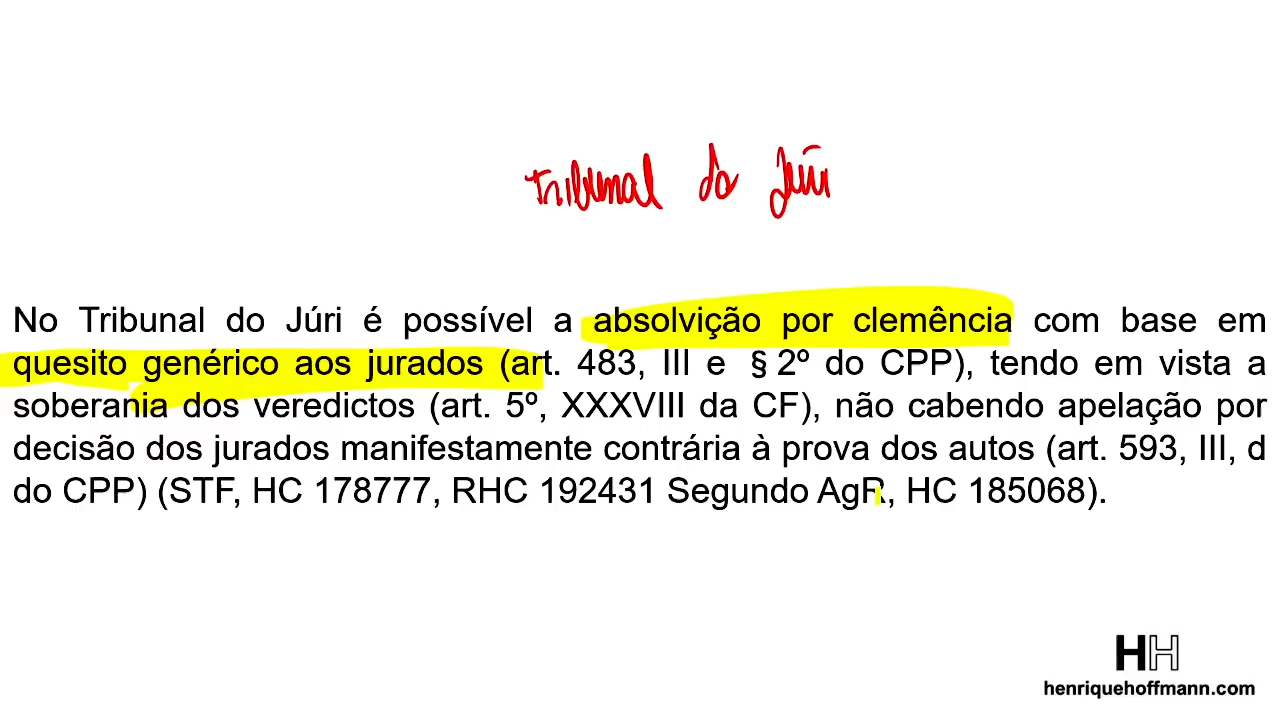 Tribunal do Júri
No Tribunal do Júri é possível a absolvição por clemência com base em
quesito genérico aos jurados (art. 483, III e § 2º do CPP), tendo em vista a
soberania dos veredictos (art. 5º, XXXVIII da CF), não cabendo apelação por
decisão dos jurados manifestamente contrária à prova dos autos (art. 593, III, d
do CPP) (STF, HC 178777, RHC 192431 Segundo AgR, HC 185068).
HH
henriquehoffmann.com